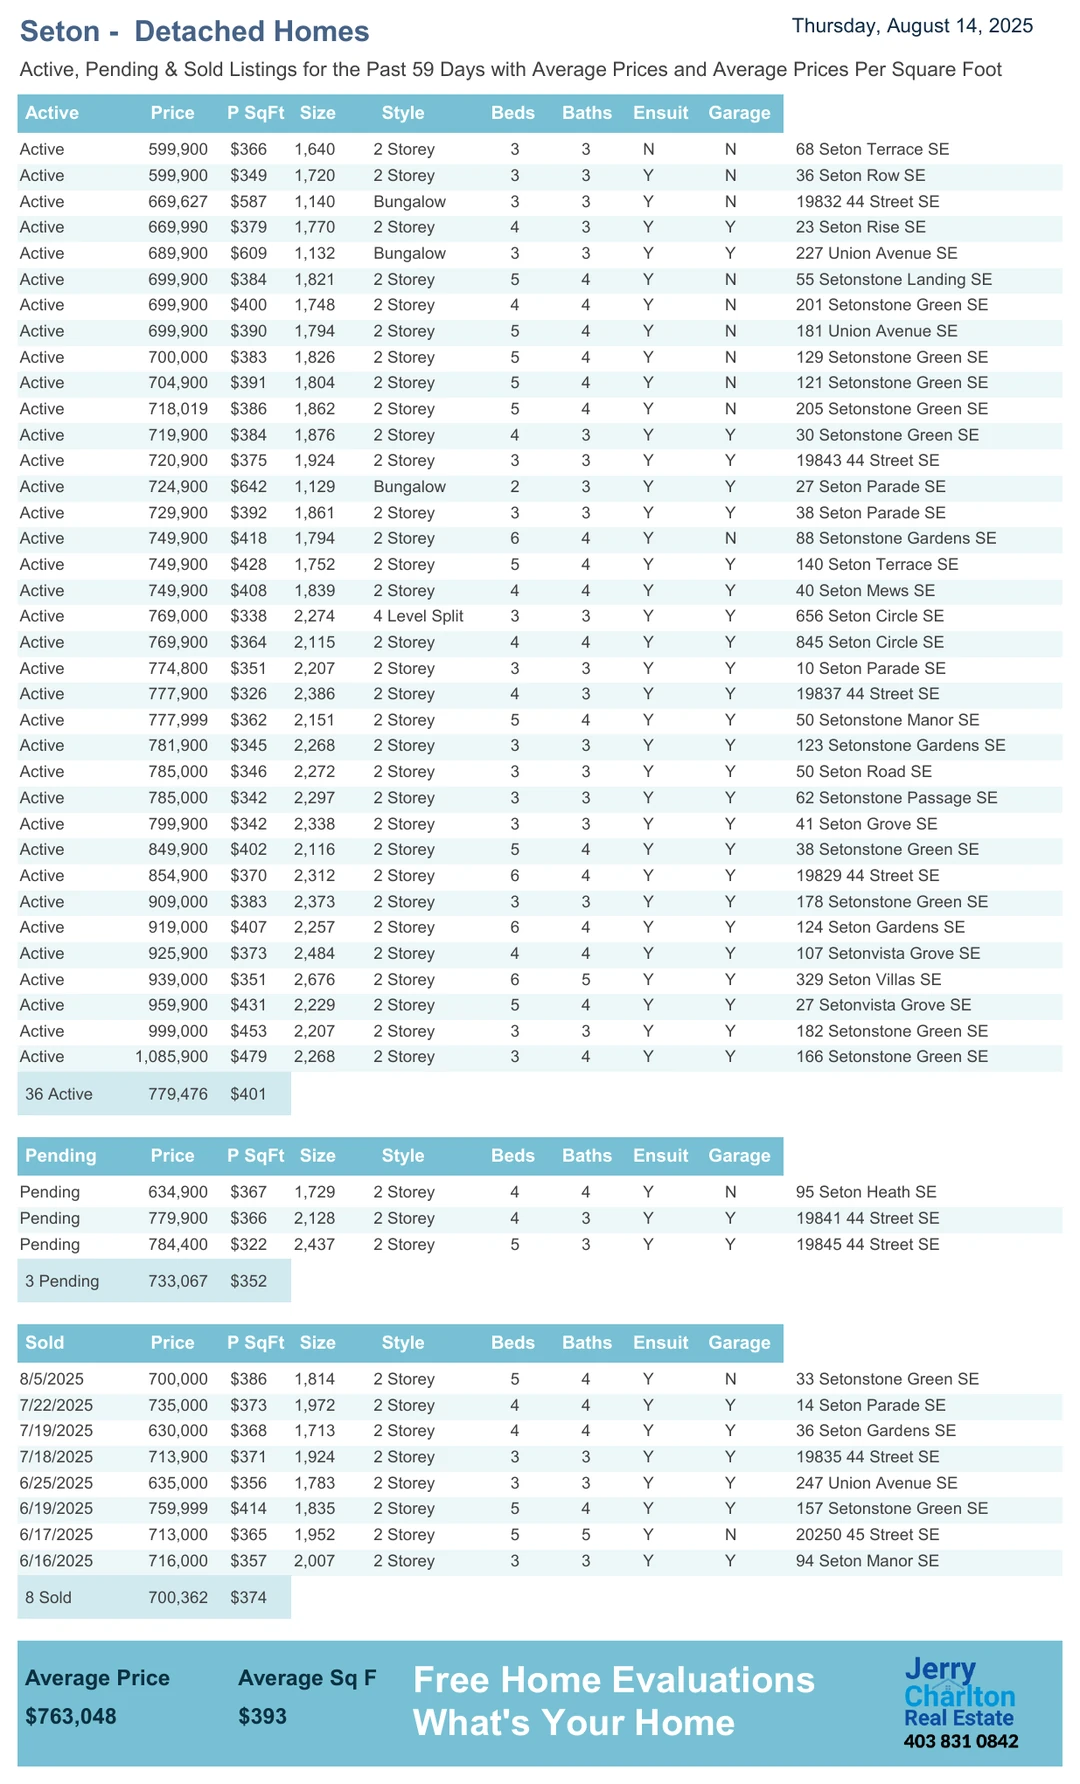 Seton -  Detached Homes
Thursday, August 14, 2025
Active, Pending & Sold Listings for the Past 59 Days with Average Prices and Average Prices Per Square Foot
Active Price P SqFt Size Style Beds Baths Ensuit Garage
Active 599,900 $366 1,640 2 Storey 3 3 N N 68 Seton Terrace SE
Active 599,900 $349 1,720 2 Storey 3 3 Y N 36 Seton Row SE
Active 669,627 $587 1,140 Bungalow 3 3 Y N 19832 44 Street SE
Active 669,990 $379 1,770 2 Storey 4 3 Y Y 23 Seton Rise SE
Active 689,900 $609 1,132 Bungalow 3 3 Y Y 227 Union Avenue SE
Active 699,900 $384 1,821 2 Storey 5 4 Y N 55 Setonstone Landing SE
Active 699,900 $400 1,748 2 Storey 4 4 Y N 201 Setonstone Green SE
Active 699,900 $390 1,794 2 Storey 5 4 Y N 181 Union Avenue SE
Active 700,000 $383 1,826 2 Storey 5 4 Y N 129 Setonstone Green SE
Active 704,900 $391 1,804 2 Storey 5 4 Y N 121 Setonstone Green SE
Active 718,019 $386 1,862 2 Storey 5 4 Y N 205 Setonstone Green SE
Active 719,900 $384 1,876 2 Storey 4 3 Y Y 30 Setonstone Green SE
Active 720,900 $375 1,924 2 Storey 3 3 Y Y 19843 44 Street SE
Active 724,900 $642 1,129 Bungalow 2 3 Y Y 27 Seton Parade SE
Active 729,900 $392 1,861 2 Storey 3 3 Y Y 38 Seton Parade SE
Active 749,900 $418 1,794 2 Storey 6 4 Y N 88 Setonstone Gardens SE
Active 749,900 $428 1,752 2 Storey 5 4 Y Y 140 Seton Terrace SE
Active 749,900 $408 1,839 2 Storey 4 4 Y Y 40 Seton Mews SE
Active 769,000 $338 2,274 4 Level Split 3 3 Y Y 656 Seton Circle SE
Active 769,900 $364 2,115 2 Storey 4 4 Y Y 845 Seton Circle SE
Active 774,800 $351 2,207 2 Storey 3 3 Y Y 10 Seton Parade SE
Active 777,900 $326 2,386 2 Storey 4 3 Y Y 19837 44 Street SE
Active 777,999 $362 2,151 2 Storey 5 4 Y Y 50 Setonstone Manor SE
Active 781,900 $345 2,268 2 Storey 3 3 Y Y 123 Setonstone Gardens SE
Active 785,000 $346 2,272 2 Storey 3 3 Y Y 50 Seton Road SE
Active 785,000 $342 2,297 2 Storey 3 3 Y Y 62 Setonstone Passage SE
Active 799,900 $342 2,338 2 Storey 3 3 Y Y 41 Seton Grove SE
Active 849,900 $402 2,116 2 Storey 5 4 Y Y 38 Setonstone Green SE
Active 854,900 $370 2,312 2 Storey 6 4 Y Y 19829 44 Street SE
Active 909,000 $383 2,373 2 Storey 3 3 Y Y 178 Setonstone Green SE
Active 919,000 $407 2,257 2 Storey 6 4 Y Y 124 Seton Gardens SE
Active 925,900 $373 2,484 2 Storey 4 4 Y Y 107 Setonvista Grove SE
Active 939,000 $351 2,676 2 Storey 6 5 Y Y 329 Seton Villas SE
Active 959,900 $431 2,229 2 Storey 5 4 Y Y 27 Setonvista Grove SE
Active 999,000 $453 2,207 2 Storey 3 3 Y Y 182 Setonstone Green SE
Active 1,085,900 $479 2,268 2 Storey 3 4 Y Y 166 Setonstone Green SE
36 Active 779,476 $401
Pending Price P SqFt Size Style Beds Baths Ensuit Garage
Pending 634,900 $367 1,729 2 Storey 4 4 Y N 95 Seton Heath SE
Pending 779,900 $366 2,128 2 Storey 4 3 Y Y 19841 44 Street SE
Pending 784,400 $322 2,437 2 Storey 5 3 Y Y 19845 44 Street SE
3 Pending 733,067 $352
Sold Price P SqFt Size Style Beds Baths Ensuit Garage
8/5/2025 700,000 $386 1,814 2 Storey 5 4 Y N 33 Setonstone Green SE
7/22/2025 735,000 $373 1,972 2 Storey 4 4 Y Y 14 Seton Parade SE
7/19/2025 630,000 $368 1,713 2 Storey 4 4 Y Y 36 Seton Gardens SE
7/18/2025 713,900 $371 1,924 2 Storey 3 3 Y Y 19835 44 Street SE
6/25/2025 635,000 $356 1,783 2 Storey 3 3 Y Y 247 Union Avenue SE
6/19/2025 759,999 $414 1,835 2 Storey 5 4 Y Y 157 Setonstone Green SE
6/17/2025 713,000 $365 1,952 2 Storey 5 5 Y N 20250 45 Street SE
6/16/2025 716,000 $357 2,007 2 Storey 3 3 Y Y 94 Seton Manor SE
8 Sold 700,362 $374
Average Price Average Sq F
$763,048 $393
Free Home Evaluations
What's Your Home
Jerry
Charlton
Real Estate
403 831 0842